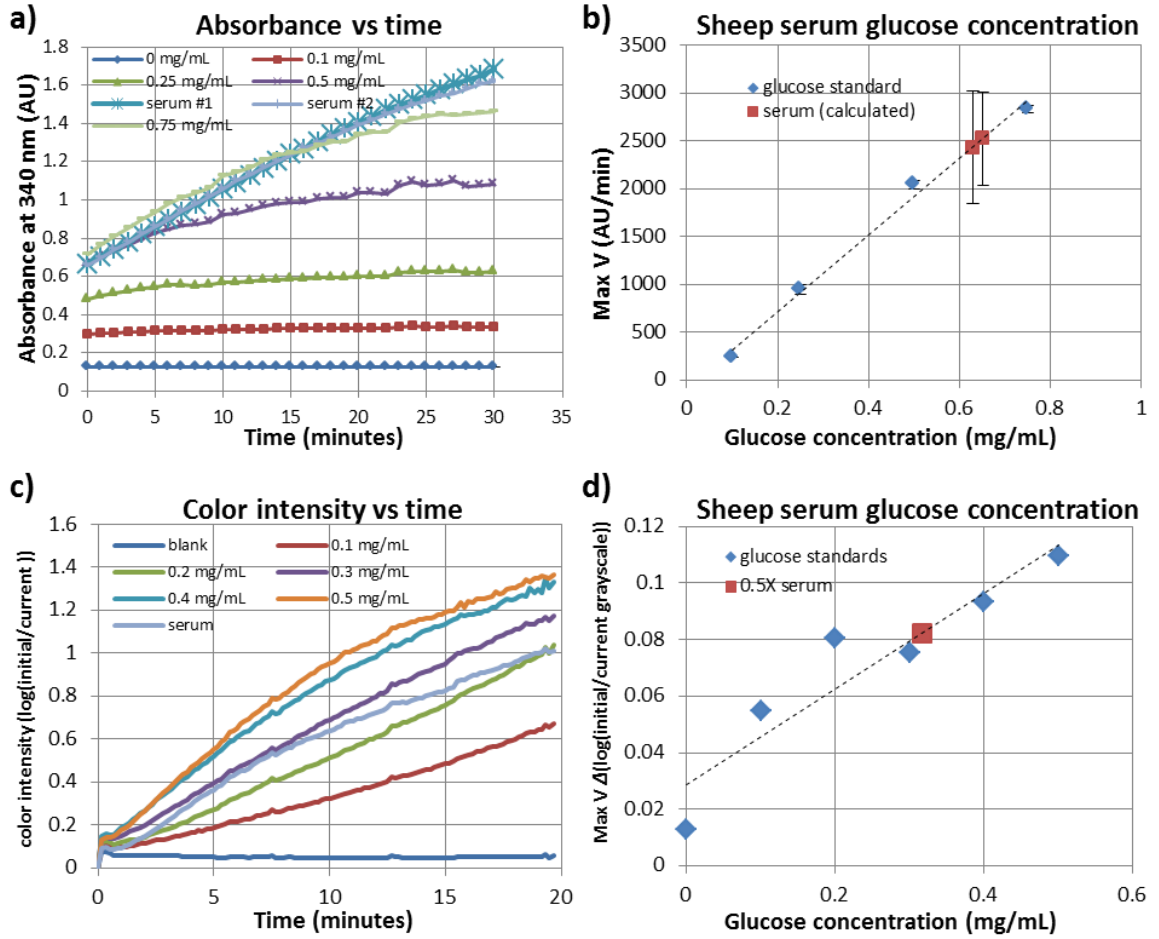 a)
Absorbance vs time
1.8
1.6
1.4
1.2
1
0.8
0.6
0.4
0.2
0
Absorbance at 340 nm (AU)
0 mg/mL
0.1 mg/mL
0.25 mg/mL
0.5 mg/mL
serum #1
serum #2
0.75 mg/mL
0 5 10 15 20 25 30 35
Time (minutes)
b)
Sheep serum glucose concentration
3500
3000
2500
2000
1500
1000
500
0
Max V (AU/min)
glucose standard
serum (calculated)
0 0.2 0.4 0.6 0.8 1
Glucose concentration (mg/mL)
c)
Color intensity vs time
1.6
1.4
1.2
1
0.8
0.6
0.4
0.2
0
color intensity (log(initial/current ))
blank
0.1 mg/mL
0.2 mg/mL
0.3 mg/mL
0.4 mg/mL
0.5 mg/mL
serum
0 5 10 15 20
Time (minutes)
d)
Sheep serum glucose concentration
0.12
0.1
0.08
0.06
0.04
0.02
0
Max V Δ(log(initial/current grayscale))
glucose standards
0.5X serum
0 0.2 0.4 0.6
Glucose concentration (mg/mL)